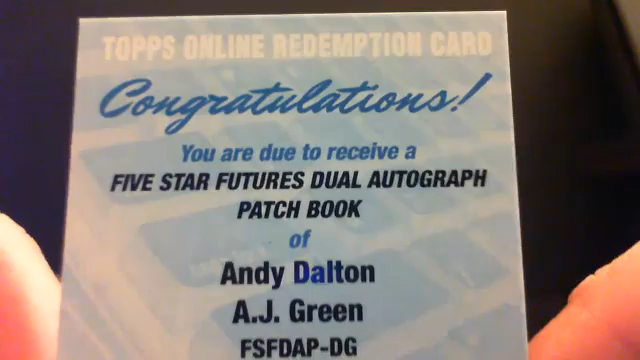 TOPPS ONLINE REDEMPTION CARD
Congratulations!
You are due to receive a
FIVE STAR FUTURES DUAL AUTOGRAPH
PATCH BOOK
of
Andy Dalton
A.J. Green
FSFDAP-DG